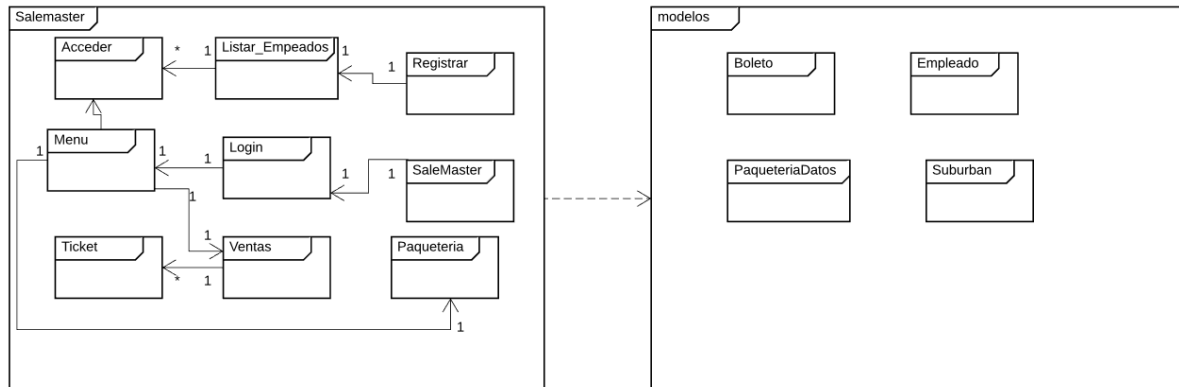 Salemaster
modelos
Acceder
* 1
Listar_Empeados
1
1
Registrar
Boleto
Empleado
1
Menu
1
1
Login
1
1
SaleMaster
PaqueteriaDatos
Suburban
1
1
Ticket
* 1
Ventas
Paqueteria
1